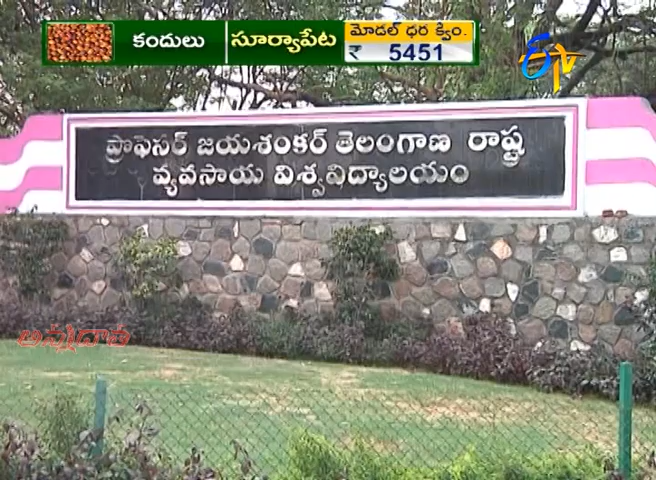 కందులు
సూర్యాపేట
మోడల్ ధర క్విం.
₹ 5451
ETV
ప్రొఫెసర్ జయశంకర్ తెలంగాణ రాష్ట్ర
వ్యవసాయ విశ్వవిద్యాలయం
అన్నదాత